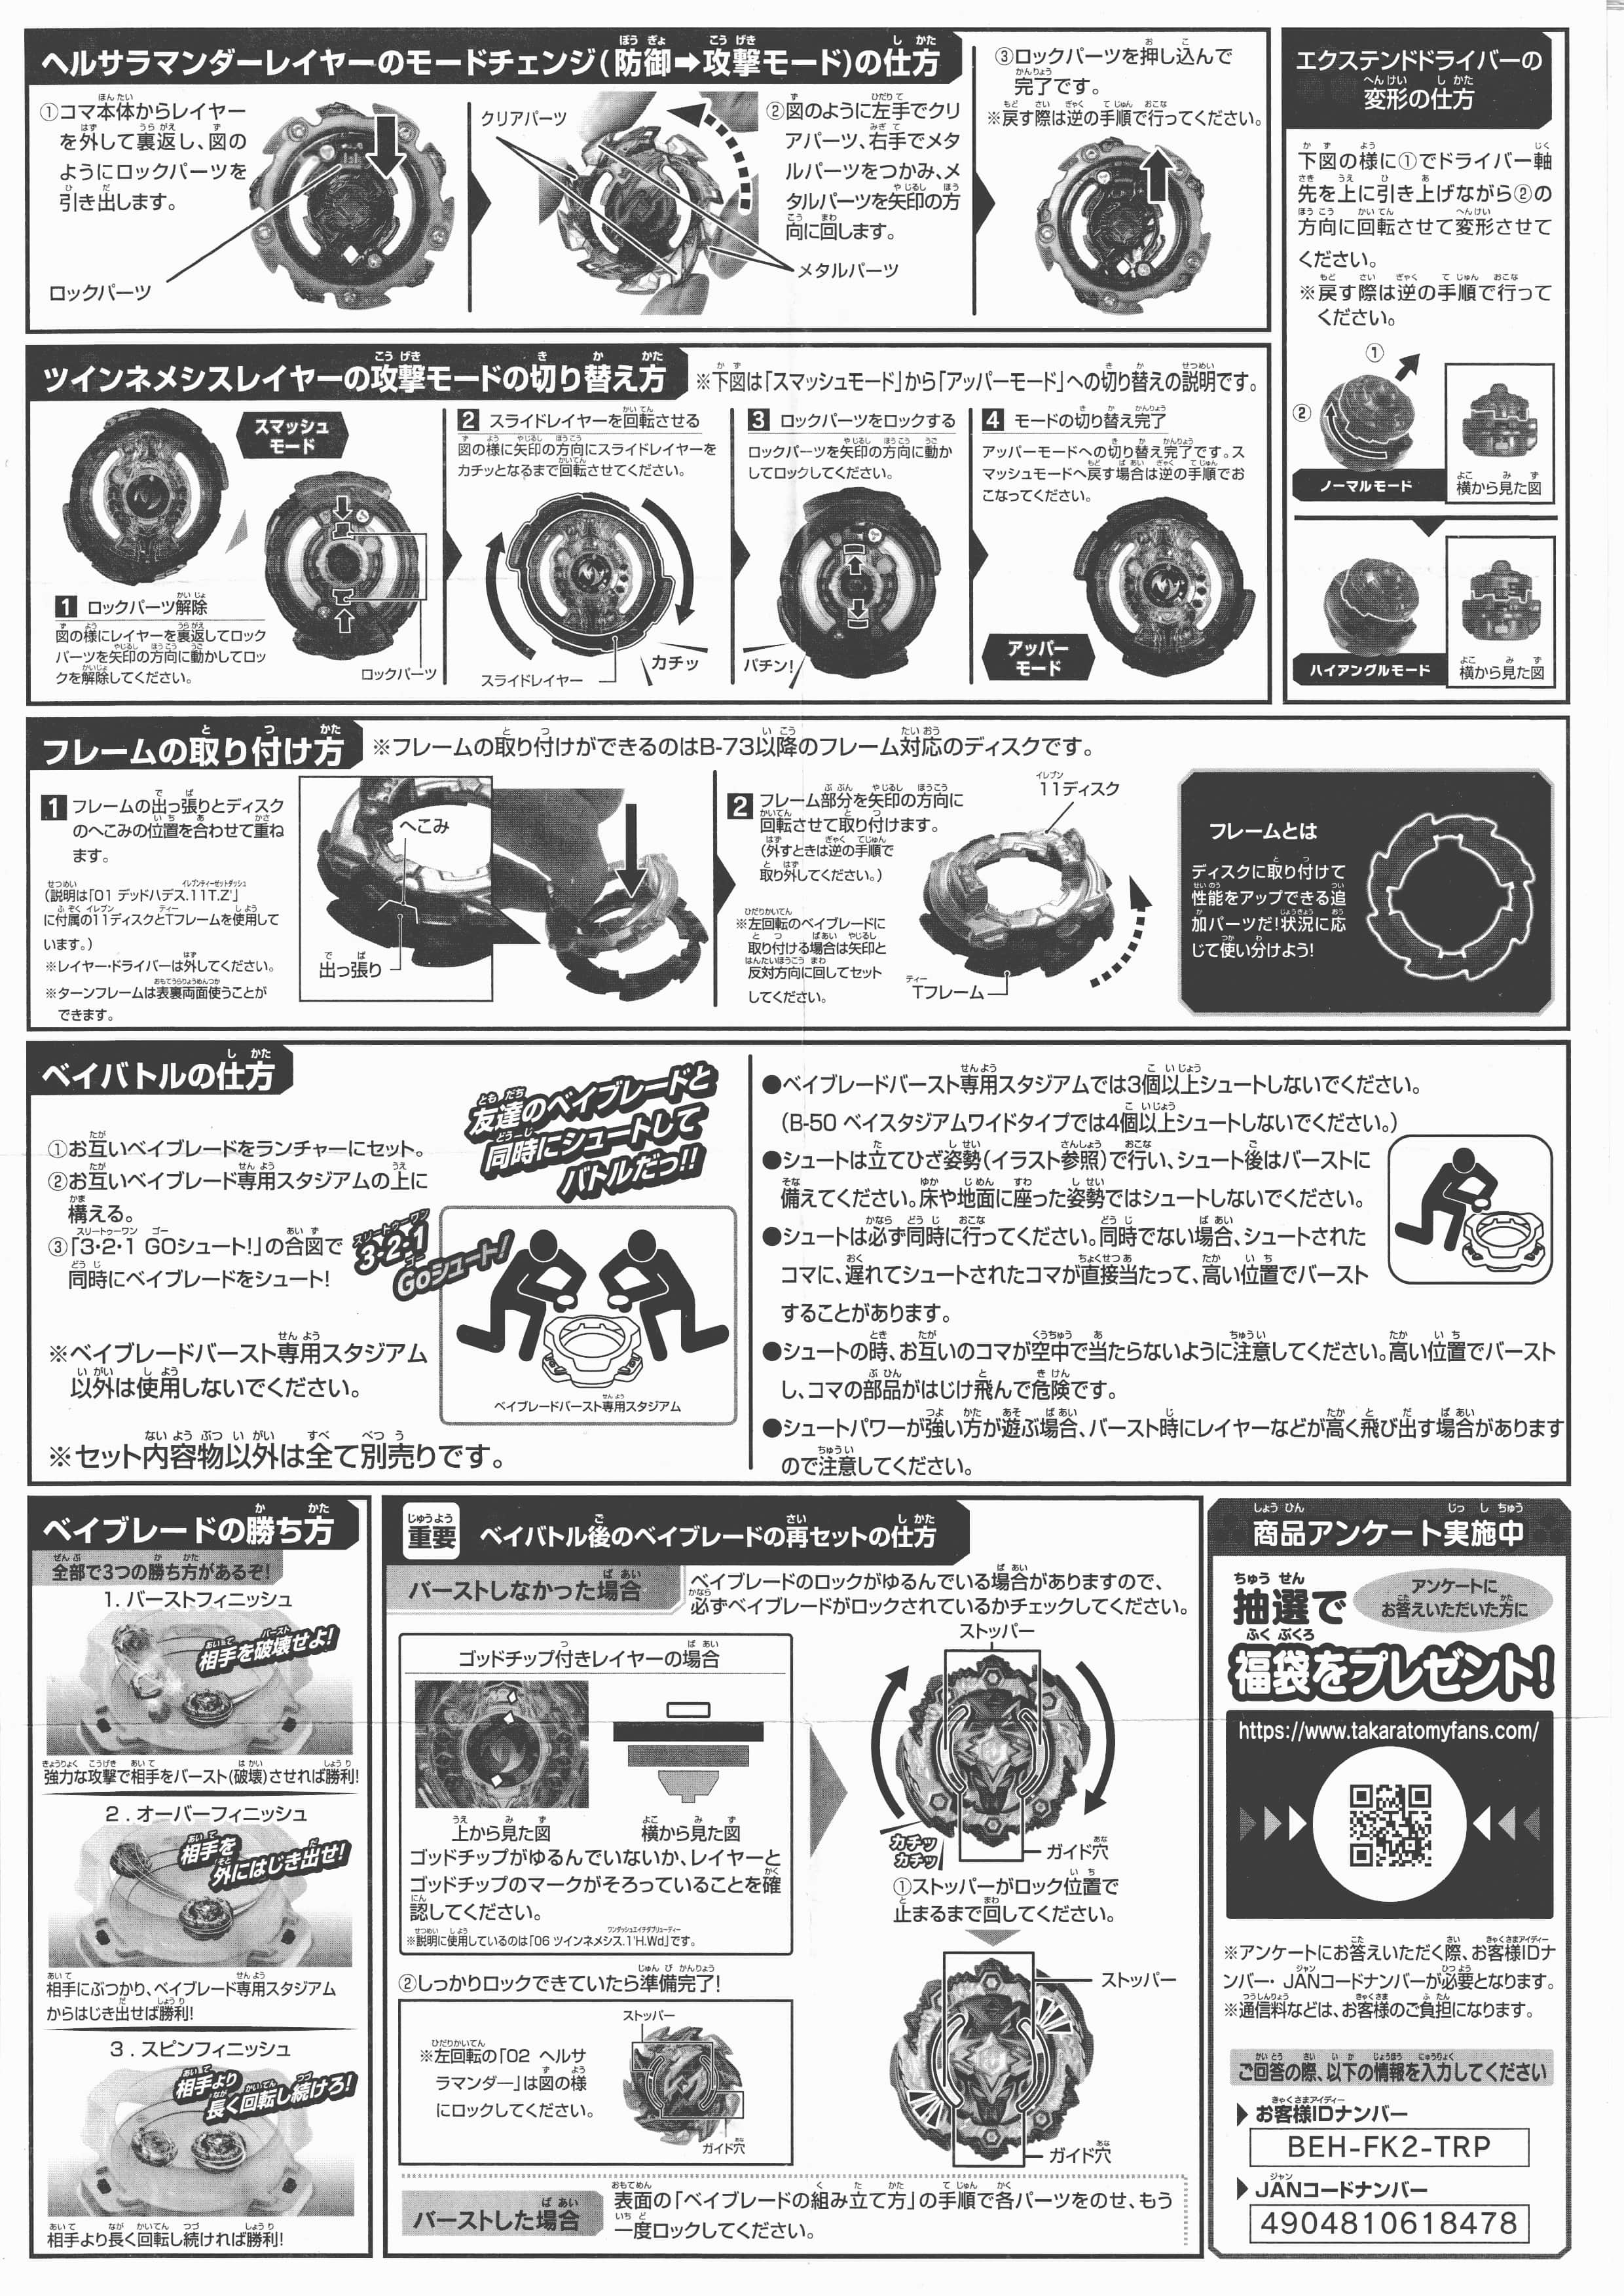 ヘルサラマンダーレイヤーのモードチェンジ(防御➡攻撃モード)の仕方
①コマ本体からレイヤー
を外して裏返し、図の
ようにロックパーツを
引き出します。
ロックパーツ
クリアパーツ
②図のように左手でクリ
アパーツ、右手でメタ
ルパーツをつかみ、メ
タルパーツを矢印の方
向に回します。
メタルパーツ
③ロックパーツを押し込んで
完了です。
※戻す際は逆の手順で行ってください。
エクステンドドライバーの
変形の仕方
下図の様に①でドライバー軸
先を上に引き上げながら②の
方向に回転させて変形させて
ください。
※戻す際は逆の手順で行って
ください。
①
②
ノーマルモード
横から見た図
ハイアングルモード
横から見た図
ツインネメシスレイヤーの攻撃モードの切り替え方
※下図は「スマッシュモード」から「アッパーモード」への切り替えの説明です。
スマッシュ
モード
1 ロックパーツ解除
図の様にレイヤーを裏返してロック
パーツを矢印の方向に動かしてロッ
クを解除してください。
ロックパーツ
2 スライドレイヤーを回転させる
図の様に矢印の方向にスライドレイヤーを
カチッとなるまで回転させてください。
スライドレイヤー
カチッ
3 ロックパーツをロックする
ロックパーツを矢印の方向に動か
してロックしてください。
パチン!
4 モードの切り替え完了
アッパーモードへの切り替え完了です。ス
マッシュモードへ戻す場合は逆の手順でお
こなってください。
アッパー
モード
フレームの取り付け方
※フレームの取り付けができるのはB-73以降のフレーム対応のディスクです。
1 フレームの出っ張りとディスク
のへこみの位置を合わせて重ね
ます。
(説明は「01 デッドハデス.11T.Z'」
に付属の11ディスクとTフレームを使用して
います。)
※レイヤー・ドライバーは外してください。
※ターンフレームは表裏両面使うことが
できます。
へこみ
出っ張り
2 フレーム部分を矢印の方向に
回転させて取り付けます。
(外すときは逆の手順で
取り外してください。)
※左回転のベイブレードに
取り付ける場合は矢印と
反対方向に回してセット
してください。
11ディスク
Tフレーム
フレームとは
ディスクに取り付けて
性能をアップできる追
加パーツだ!状況に応
じて使い分けよう!
ベイバトルの仕方
①お互いベイブレードをランチャーにセット。
②お互いベイブレード専用スタジアムの上に
構える。
③「3・2・1 GOシュート!」の合図で
同時にベイブレードをシュート!
※ベイブレードバースト専用スタジアム
以外は使用しないでください。
※セット内容物以外は全て別売りです。
友達のベイブレードと
同時にシュートして
バトルだっ!!
3・2・1
GOシュート!
ベイブレードバースト専用スタジアム
●ベイブレードバースト専用スタジアムでは3個以上シュートしないでください。
(B-50 ベイスタジアムワイドタイプでは4個以上シュートしないでください。)
●シュートは立てひざ姿勢(イラスト参照)で行い、シュート後はバーストに
備えてください。床や地面に座った姿勢ではシュートしないでください。
●シュートは必ず同時に行ってください。同時でない場合、シュートされた
コマに、遅れてシュートされたコマが直接当たって、高い位置でバースト
することがあります。
●シュートの時、お互いのコマが空中で当たらないように注意してください。高い位置でバースト
し、コマの部品がはじけ飛んで危険です。
●シュートパワーが強い方が遊ぶ場合、バースト時にレイヤーなどが高く飛び出す場合があります
ので注意してください。
ベイブレードの勝ち方
全部で3つの勝ち方があるぞ!
1. バーストフィニッシュ
相手を破壊せよ!
強力な攻撃で相手をバースト(破壊)させれば勝利!
2 . オーバーフィニッシュ
相手を
外にはじき出せ!
相手にぶつかり、ベイブレード専用スタジアム
からはじき出せば勝利!
3 . スピンフィニッシュ
相手より
長く回転し続けろ!
相手より長く回転し続ければ勝利!
重要 ベイバトル後のベイブレードの再セットの仕方
バーストしなかった場合
ベイブレードのロックがゆるんでいる場合がありますので、
必ずベイブレードがロックされているかチェックしてください。
ゴッドチップ付きレイヤーの場合
上から見た図
横から見た図
ゴッドチップがゆるんでいないか、レイヤーと
ゴッドチップのマークがそろっていることを確
認してください。
※説明に使用しているのは「06 ツインネメシス.1'H.Wd」です。
ストッパー
カチッ
カチッ
ガイド穴
①ストッパーがロック位置で
止まるまで回してください。
②しっかりロックできていたら準備完了!
※左回転の「02 ヘルサ
ラマンダー」は図の様
にロックしてください。
ストッパー
ガイド穴
ストッパー
ガイド穴
バーストした場合
表面の「ベイブレードの組み立て方」の手順で各パーツをのせ、もう
一度ロックしてください。
商品アンケート実施中
アンケートに
お答えいただいた方に
抽選で
福袋をプレゼント!
https://www.takaratomyfans.com/
※アンケートにお答えいただく際、お客様IDナ
ンバー・JANコードナンバーが必要となります。
※通信料などは、お客様のご負担になります。
ご回答の際、以下の情報を入力してください
▶お客様IDナンバー
BEH-FK2-TRP
▶JANコードナンバー
4904810618478